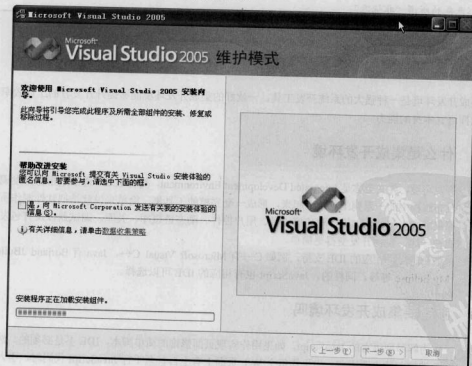 Microsoft Visual Studio 2005
Microsoft
Visual Studio 2005 维护模式
欢迎使用 Microsoft Visual Studio 2005 安装向
导。
此向导将引导您完成此程序及所需全部组件的安装、修复或
移除过程。
帮助改进安装
您可以向 Microsoft 提交有关 Visual Studio 安装体验的
匿名信息。若要参与，请选中下面的框。
是，向 Microsoft Corporation 发送有关我的安装体验的
信息(S)。
有关详细信息，请单击数据收集策略
Microsoft
Visual Studio 2005
安装程序正在加载安装组件。
<上一步(P) 下一步(N)> 取消